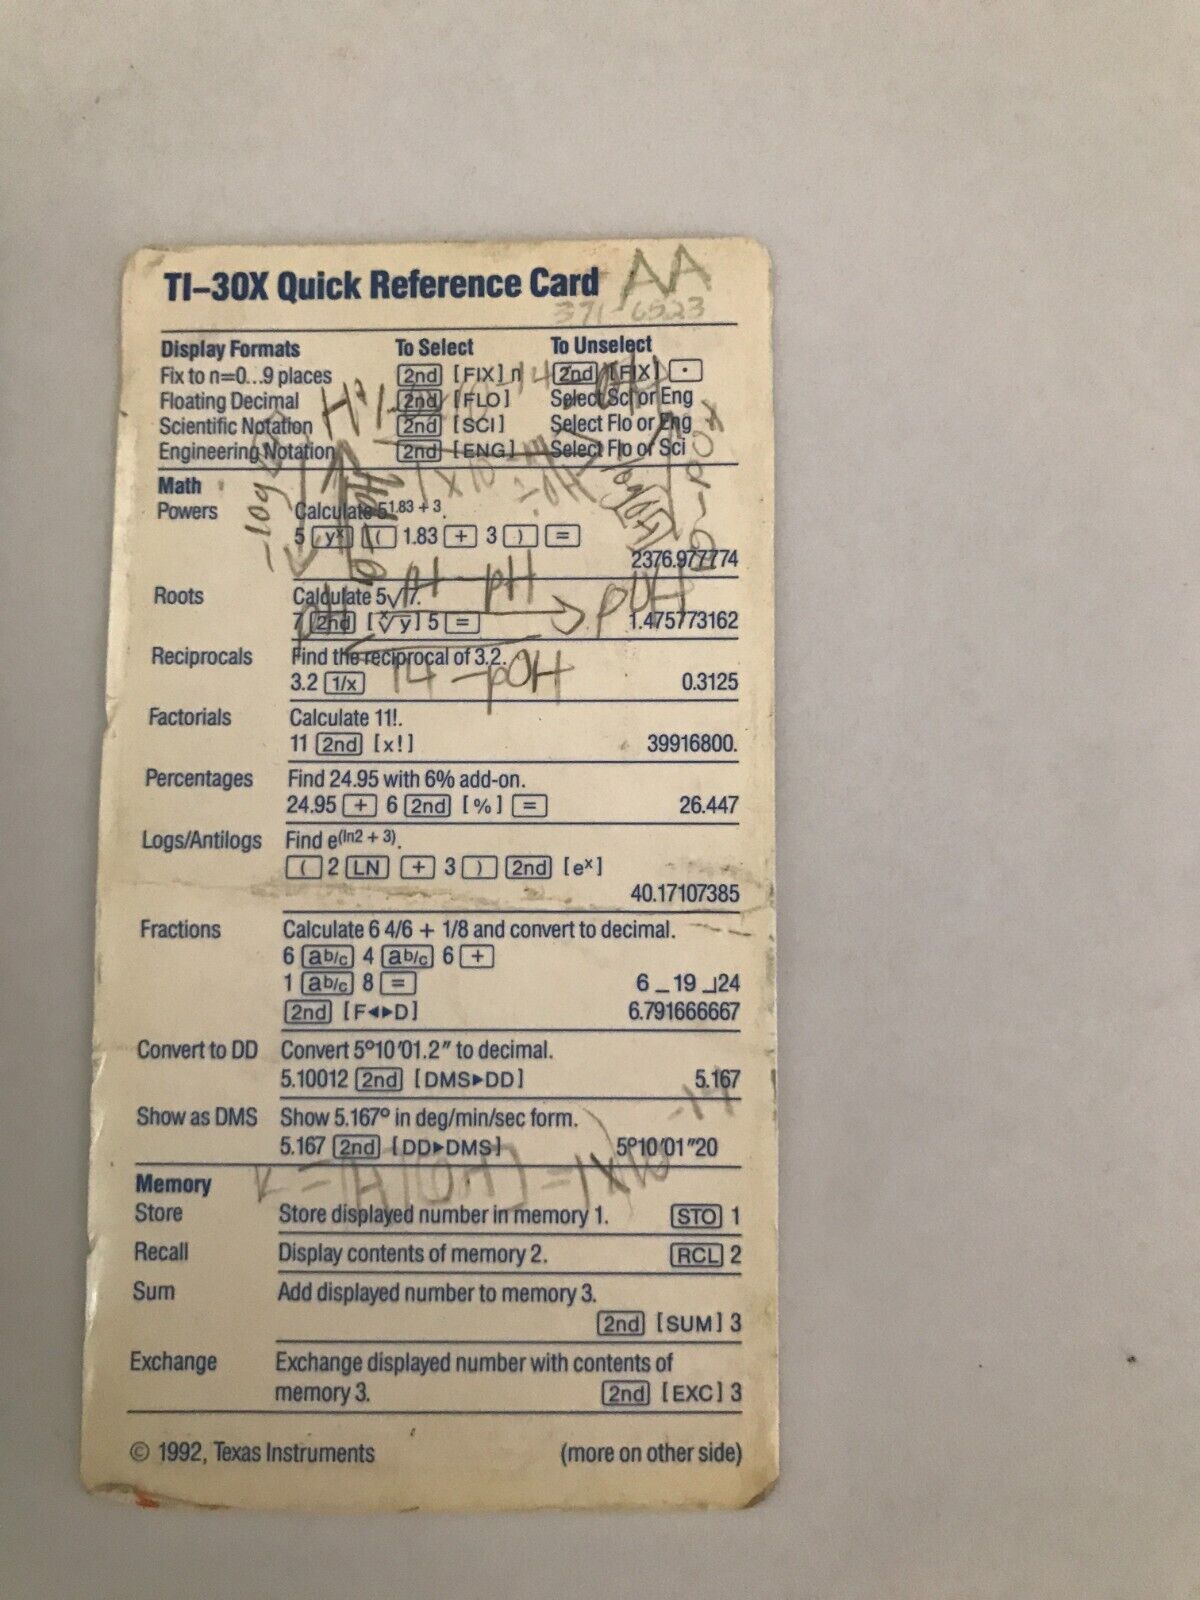 TI-30X Quick Reference Card AA
371-6523
Display Formats To Select To Unselect
Fix to n=0...9 places 2nd [FIX] n 2nd [FIX] •
Floating Decimal 2nd [FLO] Select Sci or Eng
Scientific Notation 2nd [SCI] Select Flo or Eng
Engineering Notation 2nd [ENG] Select Flo or Sci
Math
Powers Calculate 5^1.83 + 3.
5 y^x ( 1.83 + 3 ) =
2376.977774
Roots Calculate 5√7.
7 2nd [x√y] 5 = 1.475773162
pH 14 - pH pOH
Reciprocals Find the reciprocal of 3.2.
3.2 1/x 0.3125
14 - pOH
Factorials Calculate 11!.
11 2nd [x!] 39916800.
Percentages Find 24.95 with 6% add-on.
24.95 + 6 2nd [%] = 26.447
Logs/Antilogs Find e^(ln2 + 3).
( 2 LN + 3 ) 2nd [e^x]
40.17107385
Fractions Calculate 6 4/6 + 1/8 and convert to decimal.
6 ab/c 4 ab/c 6 +
1 ab/c 8 = 6_19⌟24
2nd [F◄►D] 6.791666667
Convert to DD Convert 5º10′01.2″ to decimal.
5.10012 2nd [DMS►DD] 5.167
Show as DMS Show 5.167º in deg/min/sec form.
5.167 2nd [DD►DMS] 5º10′01″20
Memory
Store Store displayed number in memory 1. STO 1
Recall Display contents of memory 2. RCL 2
Sum Add displayed number to memory 3.
2nd [SUM] 3
Exchange Exchange displayed number with contents of
memory 3. 2nd [EXC] 3
© 1992, Texas Instruments (more on other side)